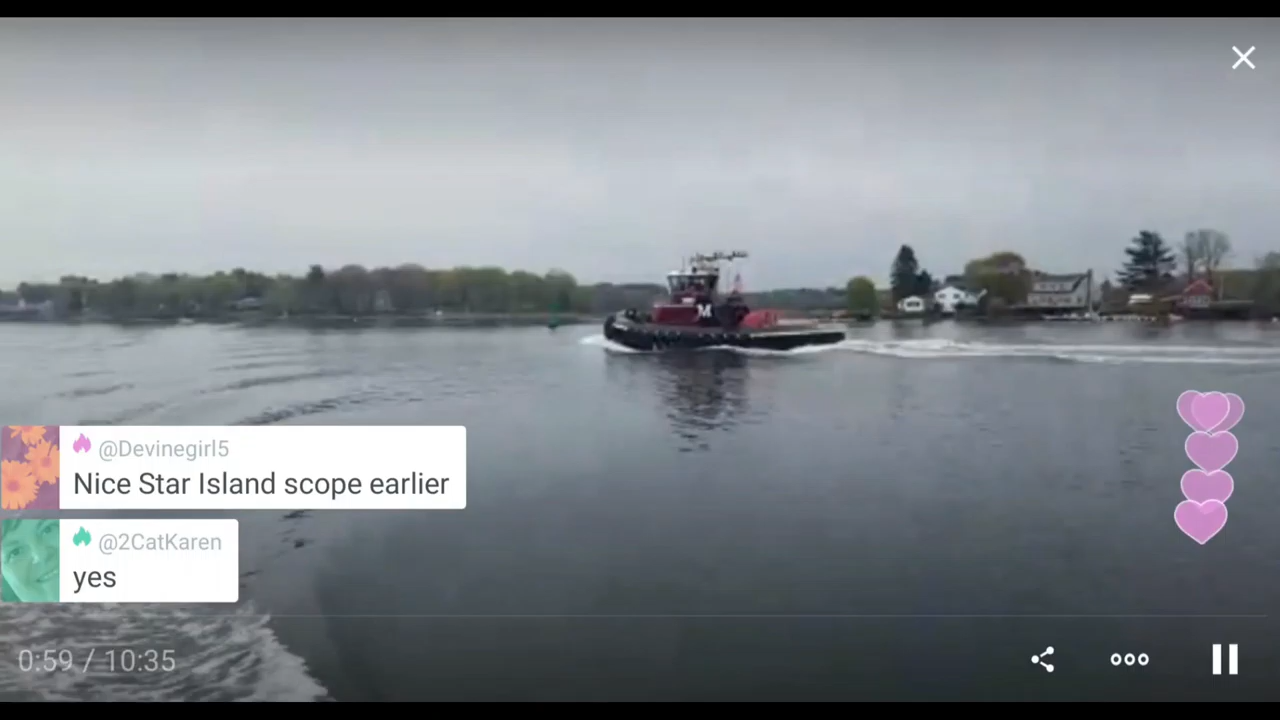 M
@Devinegirl5
Nice Star Island scope earlier
@2CatKaren
yes
0:59 / 10:35